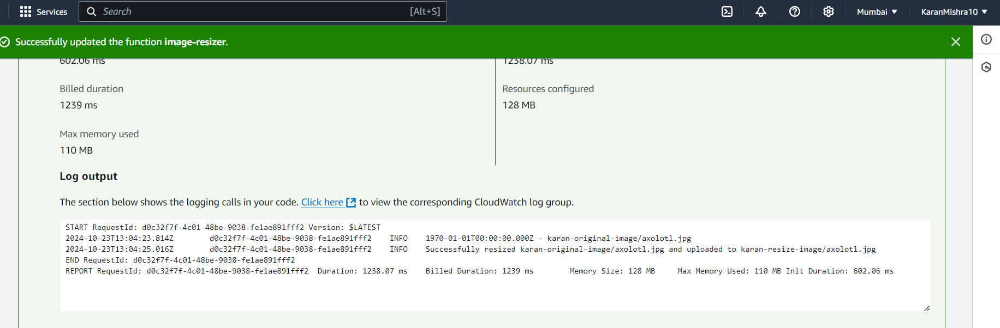 Services Search [Alt+S] Mumbai KaranMishra10
Successfully updated the function image-resizer.
602.06 ms 1238.07 ms
Billed duration Resources configured
1239 ms 128 MB
Max memory used
110 MB
Log output
The section below shows the logging calls in your code. Click here to view the corresponding CloudWatch log group.
START RequestId: d0c32f7f-4c01-48be-9038-fe1ae891fff2 Version: $LATEST
2024-10-23T13:04:23.814Z d0c32f7f-4c01-48be-9038-fe1ae891fff2 INFO 1970-01-01T00:00:00.000Z - karan-original-image/axolotl.jpg
2024-10-23T13:04:25.016Z d0c32f7f-4c01-48be-9038-fe1ae891fff2 INFO Successfully resized karan-original-image/axolotl.jpg and uploaded to karan-resize-image/axolotl.jpg
END RequestId: d0c32f7f-4c01-48be-9038-fe1ae891fff2
REPORT RequestId: d0c32f7f-4c01-48be-9038-fe1ae891fff2 Duration: 1238.07 ms Billed Duration: 1239 ms Memory Size: 128 MB Max Memory Used: 110 MB Init Duration: 602.06 ms